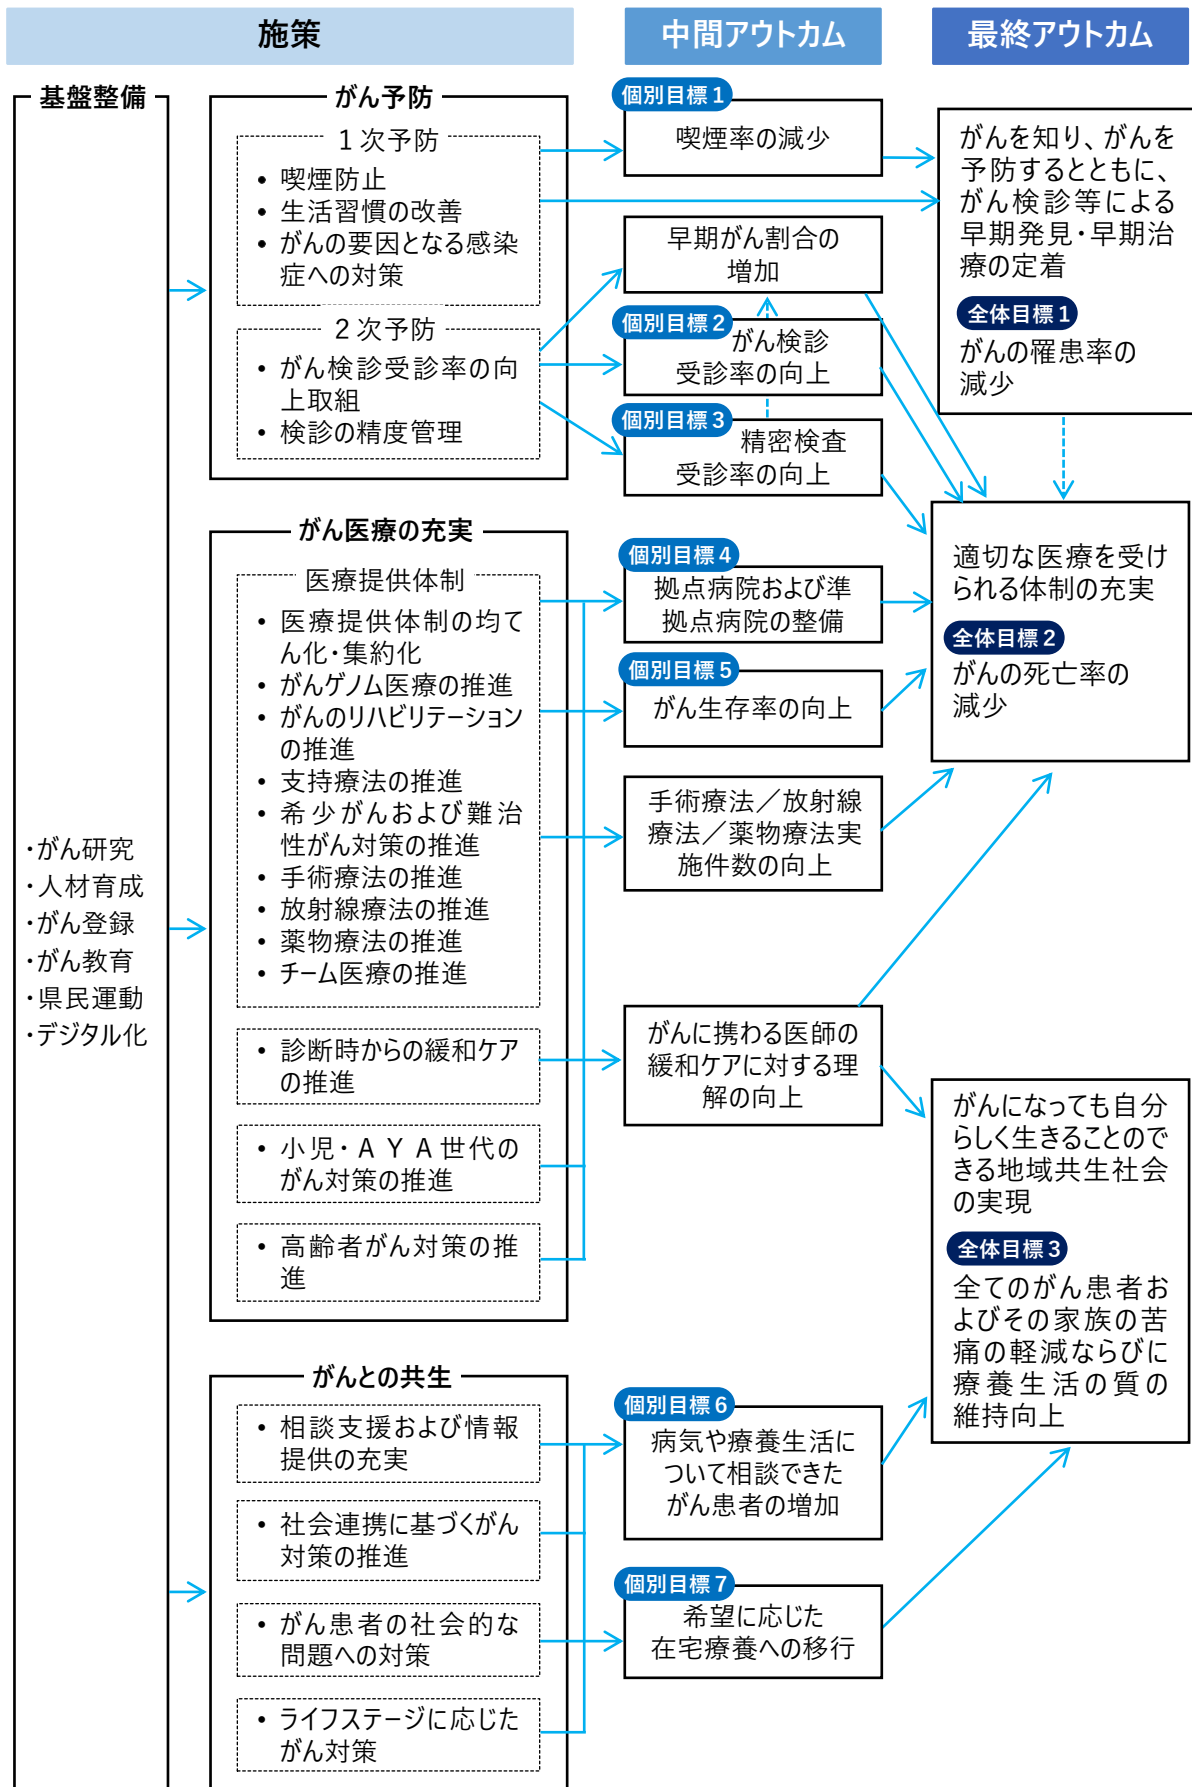 施策
中間アウトカム
最終アウトカム
基盤整備
・がん研究
・人材育成
・がん登録
・がん教育
・県民運動
・デジタル化
がん予防
1次予防
• 喫煙防止
• 生活習慣の改善
• がんの要因となる感染
症への対策
2次予防
• がん検診受診率の向
上取組
• 検診の精度管理
がん医療の充実
医療提供体制
• 医療提供体制の均て
ん化・集約化
• がんゲノム医療の推進
• がんのリハビリテーション
の推進
• 支持療法の推進
• 希少がんおよび難治
性がん対策の推進
• 手術療法の推進
• 放射線療法の推進
• 薬物療法の推進
• チーム医療の推進
• 診断時からの緩和ケア
の推進
• 小児・AYA世代の
がん対策の推進
• 高齢者がん対策の推
進
がんとの共生
• 相談支援および情報
提供の充実
• 社会連携に基づくがん
対策の推進
• がん患者の社会的な
問題への対策
• ライフステージに応じた
がん対策
個別目標1
喫煙率の減少
早期がん割合の
増加
個別目標2
がん検診
受診率の向上
個別目標3
精密検査
受診率の向上
個別目標4
拠点病院および準
拠点病院の整備
個別目標5
がん生存率の向上
手術療法／放射線
療法／薬物療法実
施件数の向上
がんに携わる医師の
緩和ケアに対する理
解の向上
個別目標6
病気や療養生活に
ついて相談できた
がん患者の増加
個別目標7
希望に応じた
在宅療養への移行
がんを知り、がんを
予防するとともに、
がん検診等による
早期発見・早期治
療の定着
全体目標1
がんの罹患率の
減少
適切な医療を受け
られる体制の充実
全体目標2
がんの死亡率の
減少
がんになっても自分
らしく生きることので
きる地域共生社会
の実現
全体目標3
全てのがん患者お
よびその家族の苦
痛の軽減ならびに
療養生活の質の
維持向上